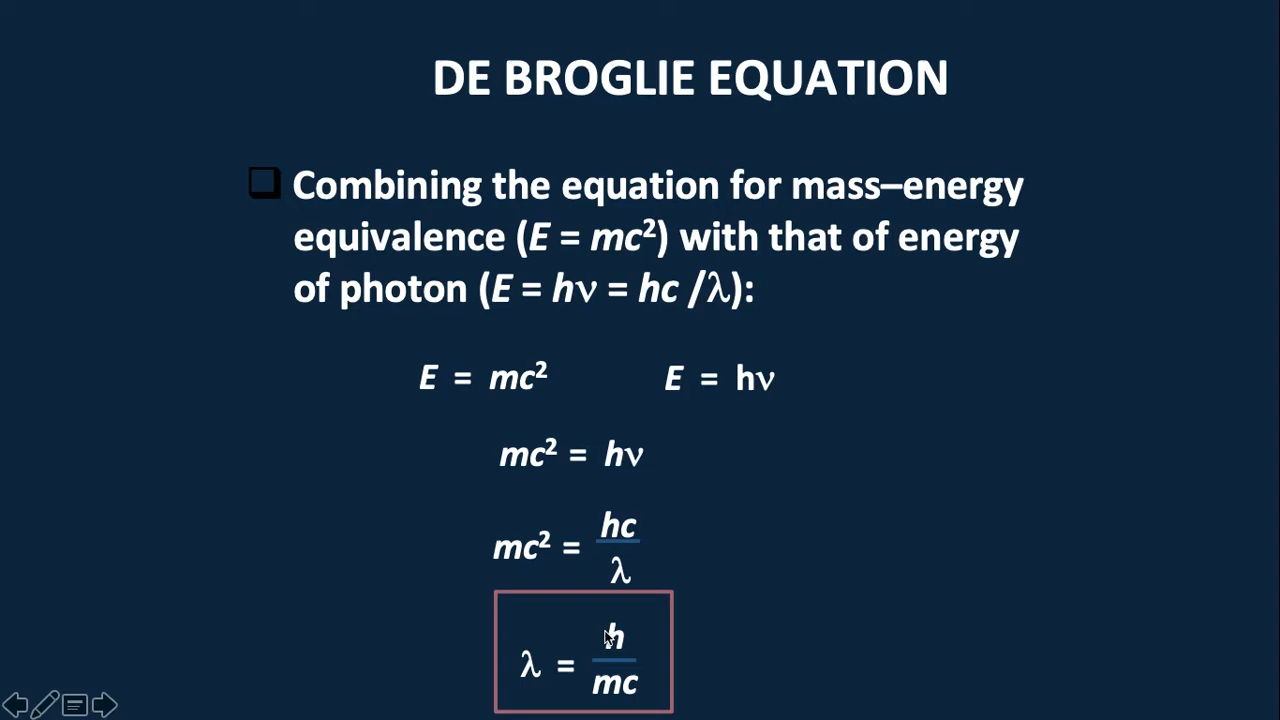 DE BROGLIE EQUATION
Combining the equation for mass–energy
equivalence (E = mc²) with that of energy
of photon (E = hν = hc /λ):
E = mc² E = hν
mc² = hν
mc² = hc/λ
λ = h/mc